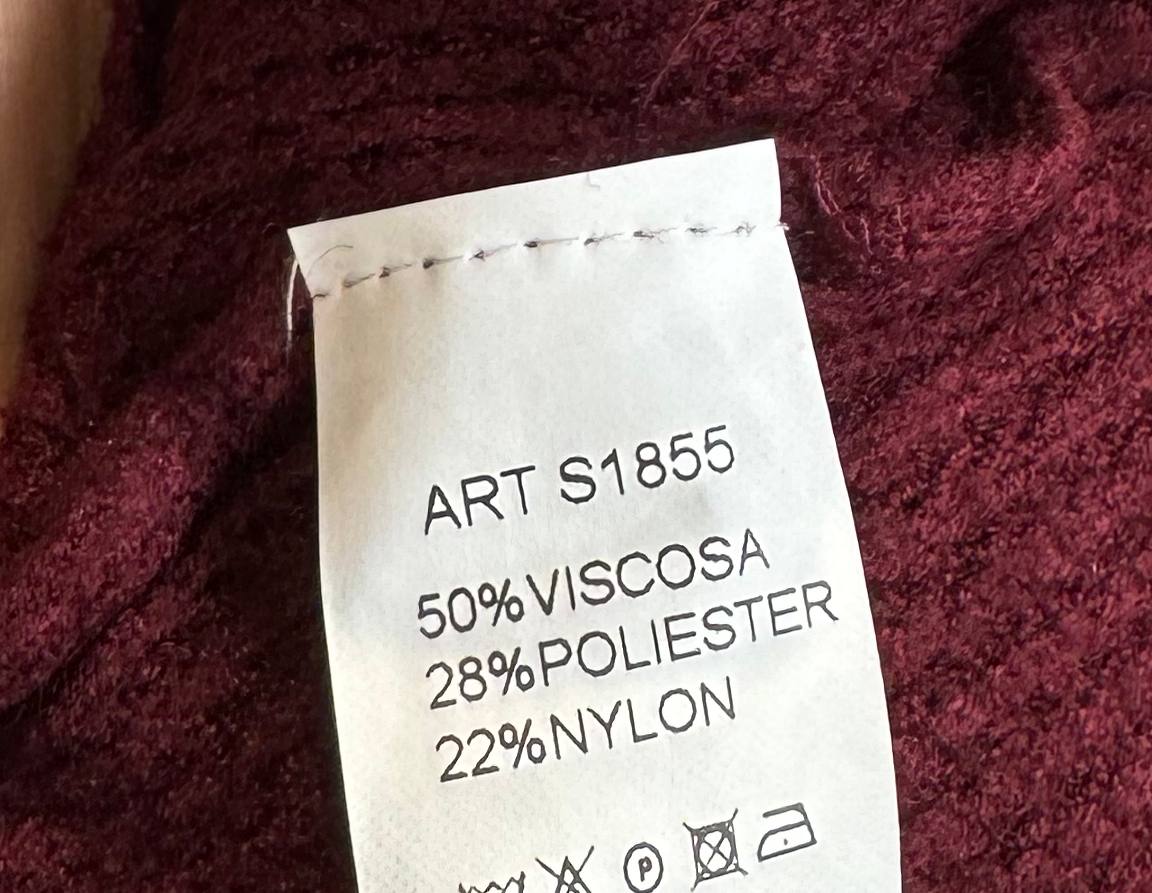 ART S1855
50%VISCOSA
28%POLIESTER
22%NYLON
P